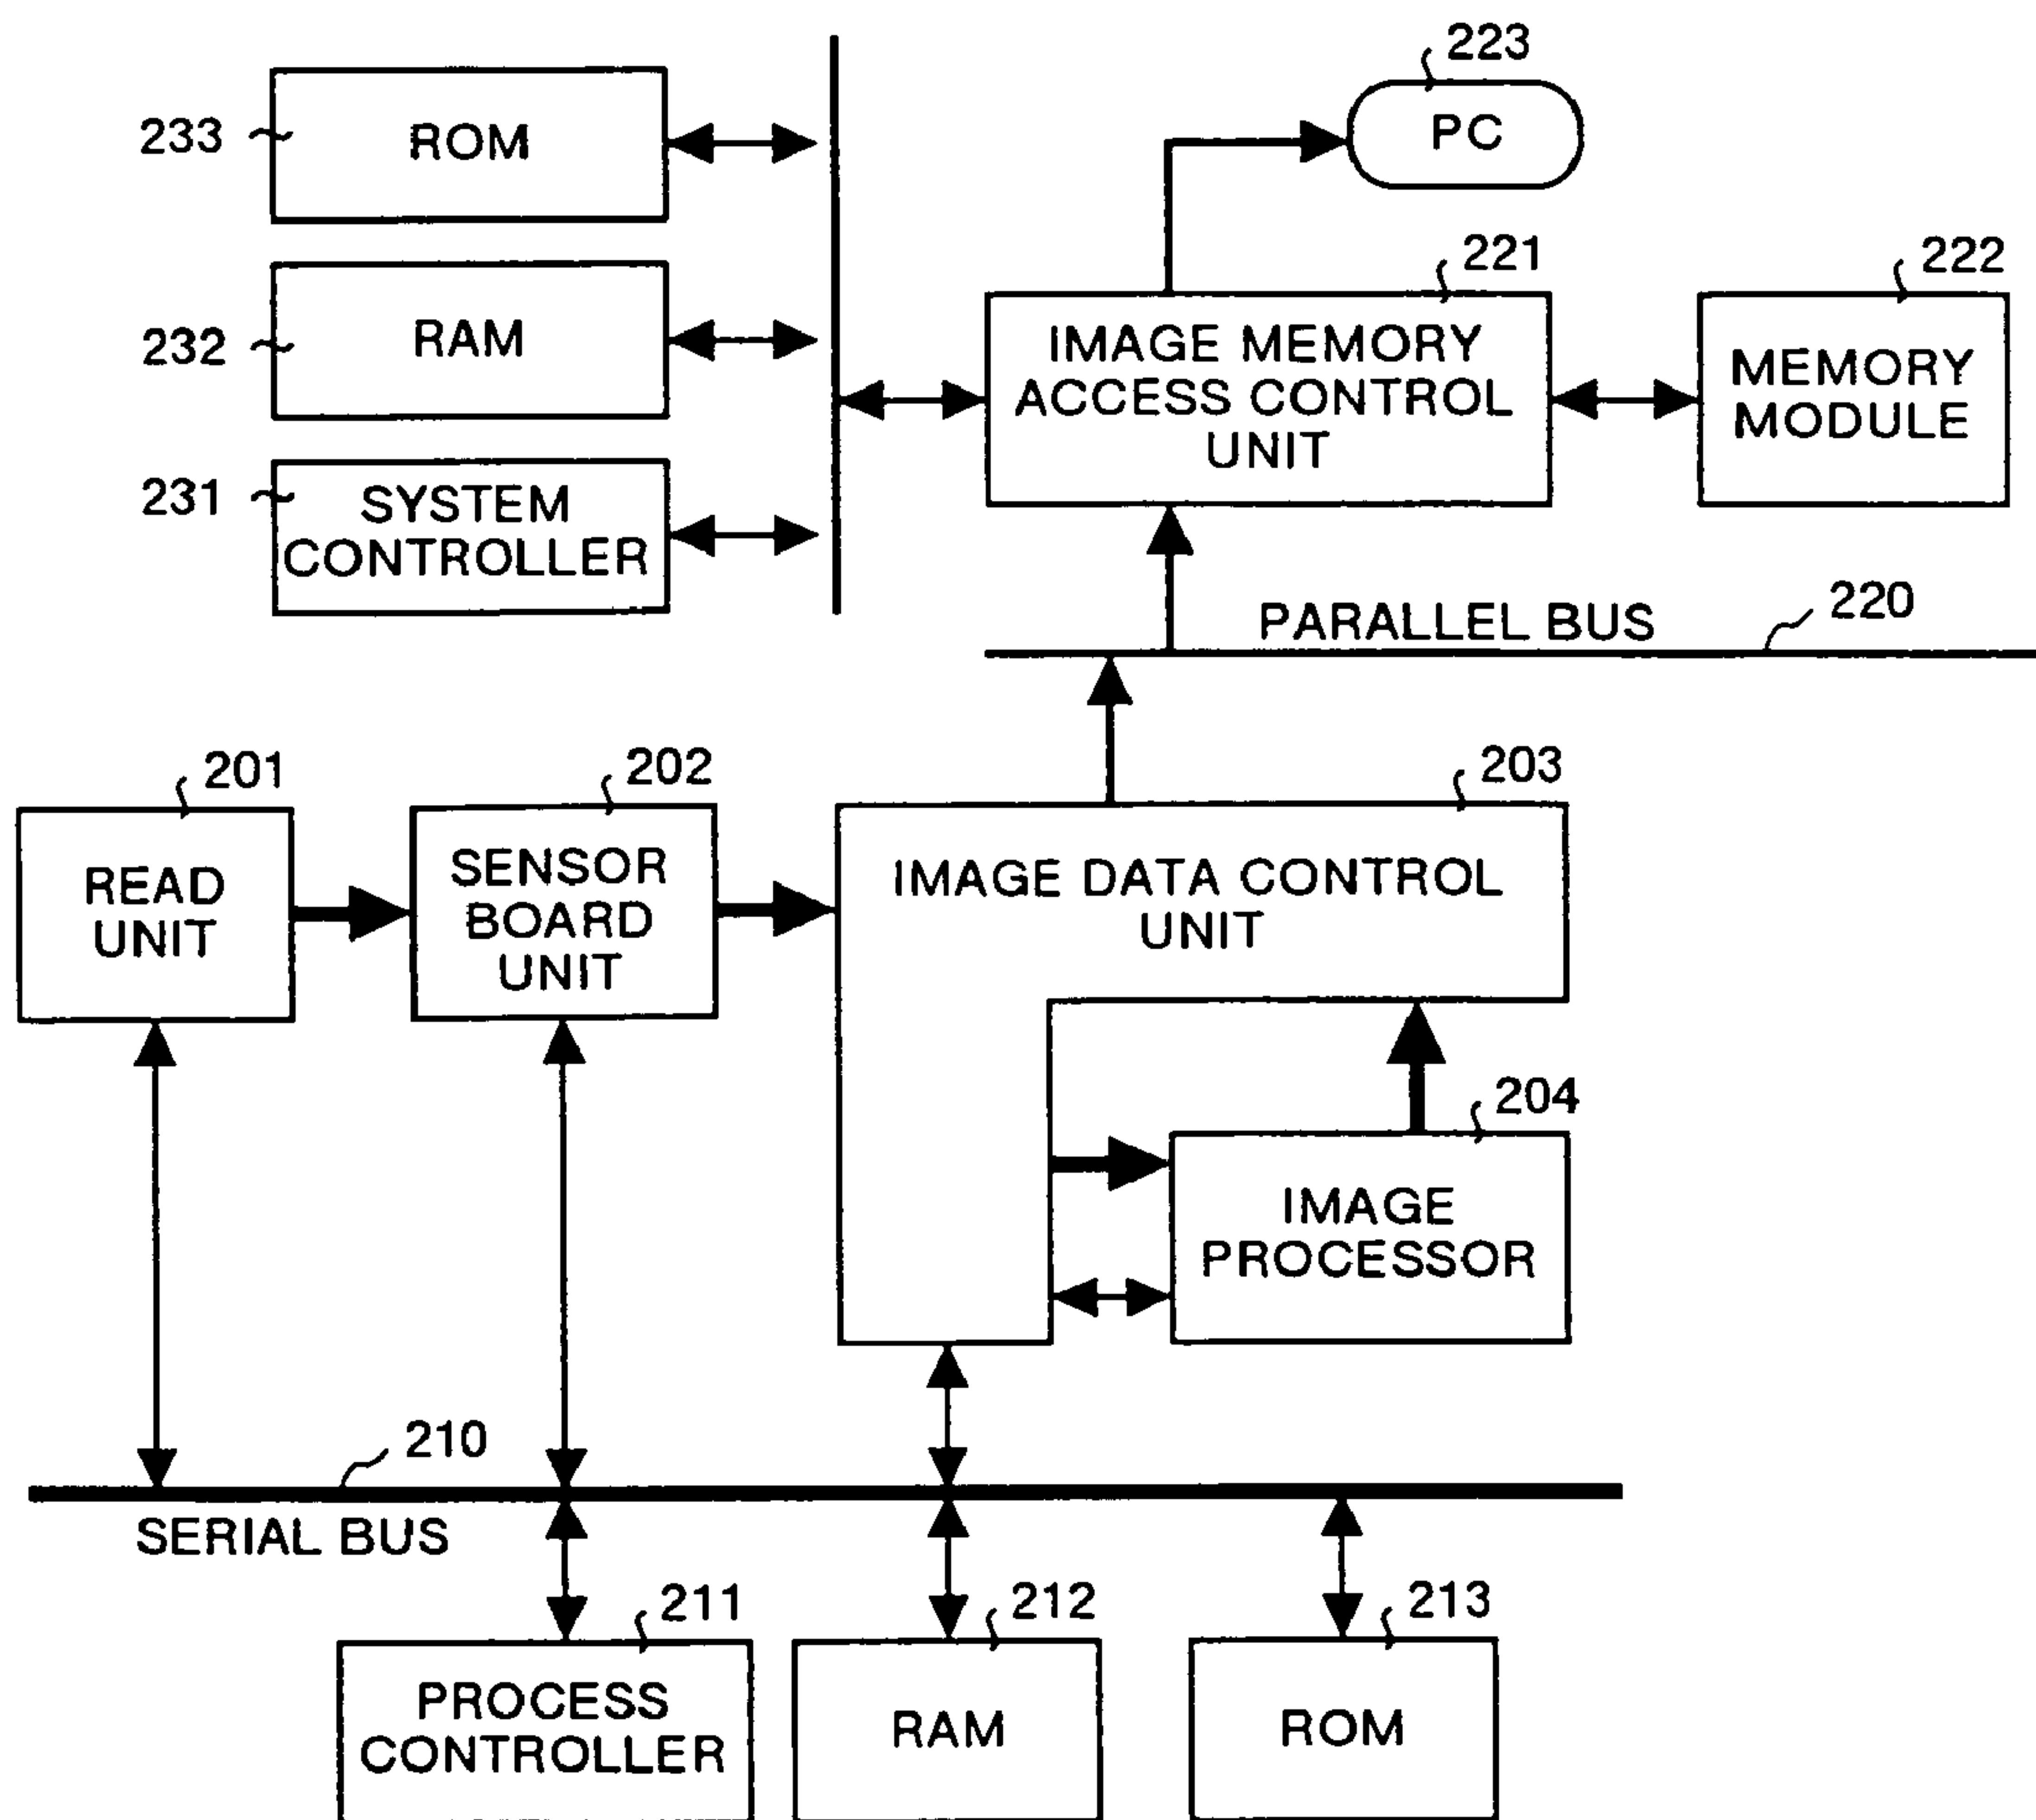 223
PC
233
ROM
221
222
232
RAM
IMAGE MEMORY
ACCESS CONTROL
UNIT
MEMORY
MODULE
231
SYSTEM
CONTROLLER
PARALLEL BUS
220
201
202
203
READ
UNIT
SENSOR
BOARD
UNIT
IMAGE DATA CONTROL
UNIT
204
IMAGE
PROCESSOR
210
SERIAL BUS
211
212
213
PROCESS
CONTROLLER
RAM
ROM